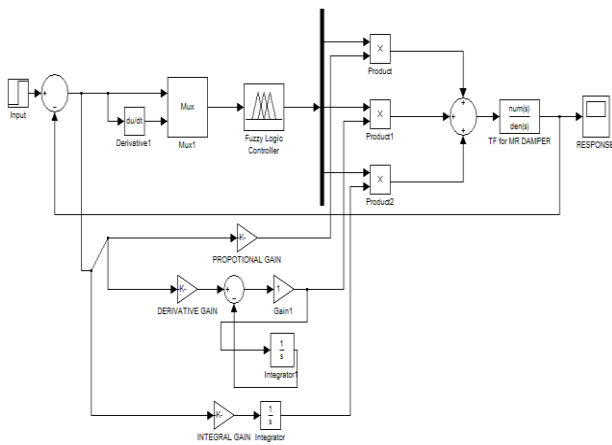 Input
+
−
du/dt
Derivative1
Mux
Mux1
Fuzzy Logic
Controller
X
Product
X
Product1
X
Product2
+
+
+
num(s)
den(s)
TF for MR DAMPER
RESPONSE
-K-
PROPOTIONAL GAIN
-K-
DERIVATIVE GAIN
+
−
1
Gain1
1
s
Integrator1
-K-
INTEGRAL GAIN
1
s
Integrator